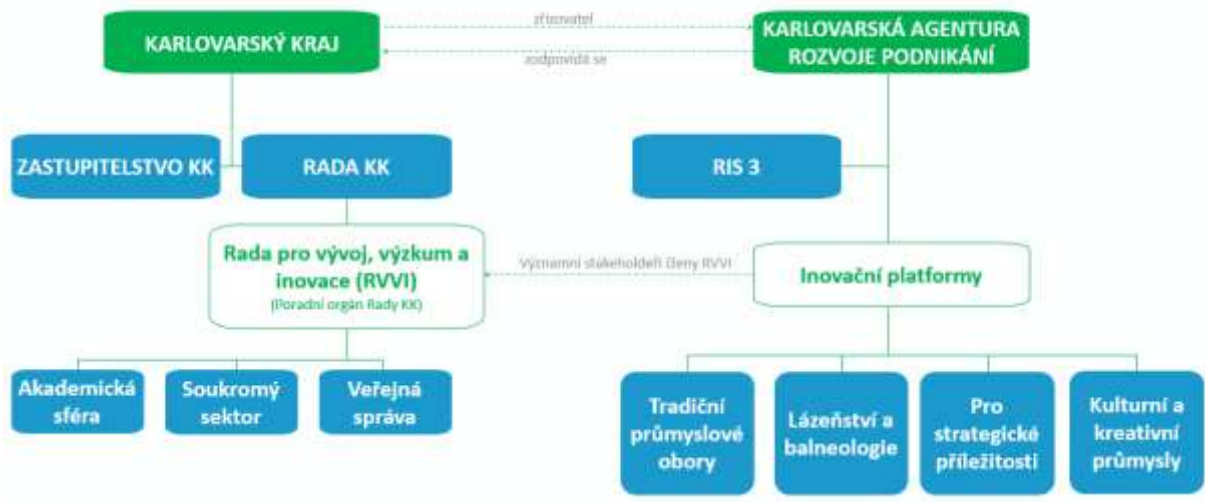 zřizovatel
KARLOVARSKÝ KRAJ
KARLOVARSKÁ AGENTURA
ROZVOJE PODNIKÁNÍ
zodpovídá se
ZASTUPITELSTVO KK
RADA KK
RIS 3
Rada pro vývoj, výzkum a
inovace (RVVI)
(Poradní orgán Rady KK)
Významní stakeholdeři členy RVVI
Inovační platformy
Akademická
sféra
Soukromý
sektor
Veřejná
správa
Tradiční
průmyslové
obory
Lázeňství a
balneologie
Pro
strategické
příležitosti
Kulturní a
kreativní
průmysly